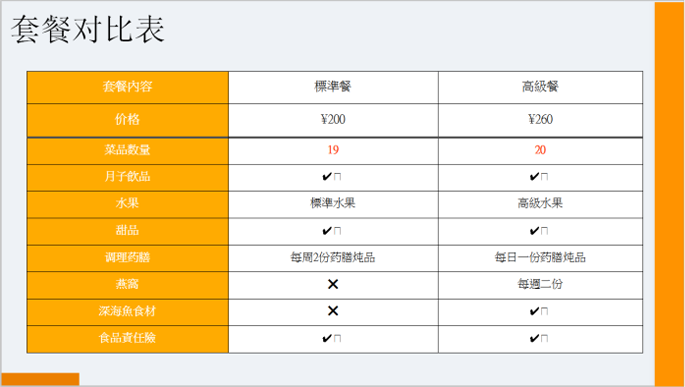 套餐对比表
套餐内容 標準餐 高級餐
价格 ¥200 ¥260
菜品數量 19 20
月子飲品 ✔□ ✔□
水果 標準水果 高級水果
甜品 ✔□ ✔□
调理药膳 每周2份药膳炖品 每日一份药膳炖品
燕窩 ✖ 每週二份
深海魚食材 ✖ ✔□
食品責任險 ✔□ ✔□